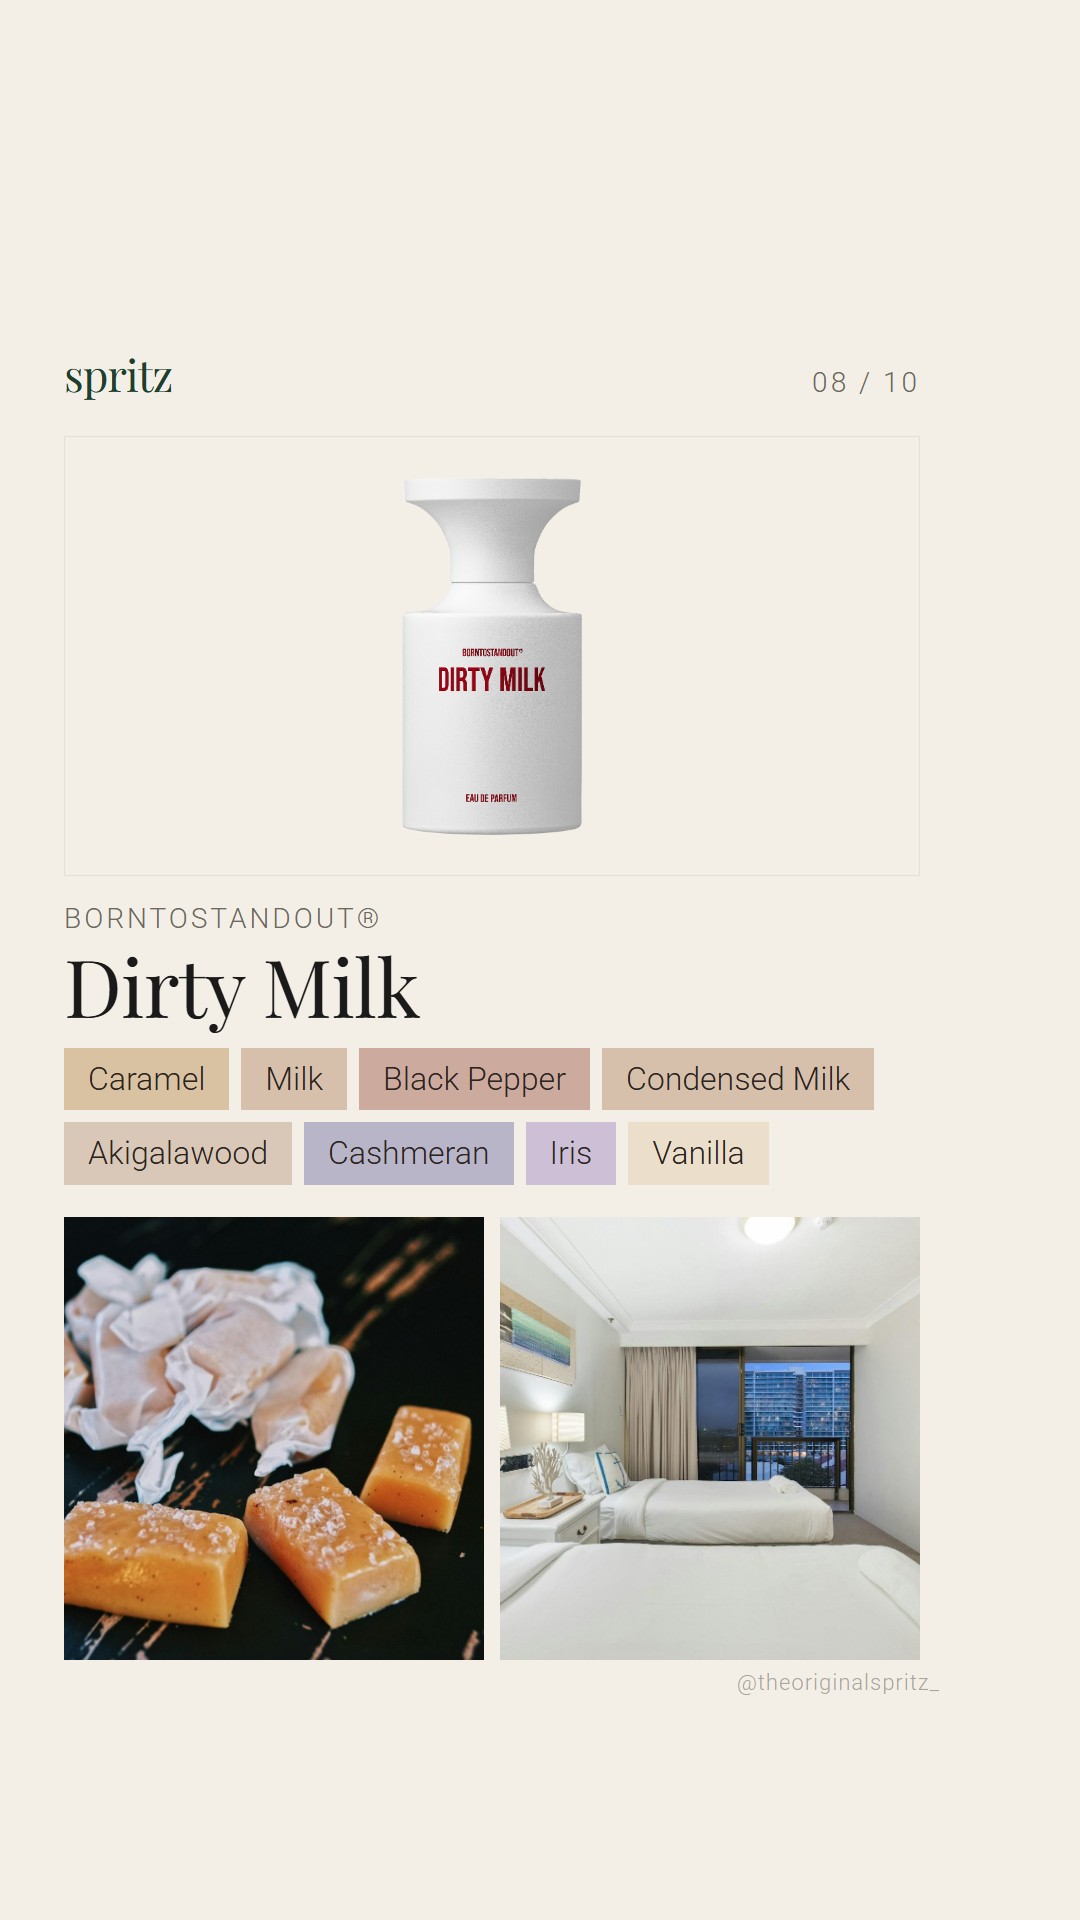 spritz
08 / 10
BORNTOSTANDOUT®
DIRTY MILK
EAU DE PARFUM
BORNTOSTANDOUT®
Dirty Milk
Caramel Milk Black Pepper Condensed Milk
Akigalawood Cashmeran Iris Vanilla
@theoriginalspritz_